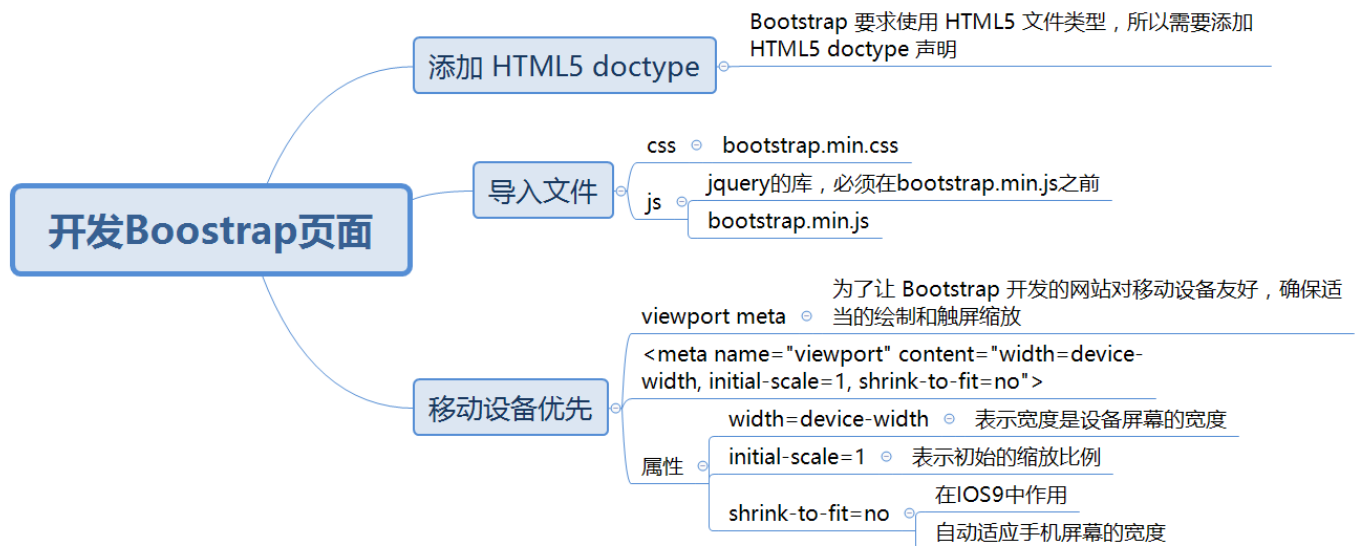 Bootstrap 要求使用 HTML5 文件类型，所以需要添加
HTML5 doctype 声明
添加 HTML5 doctype
css
bootstrap.min.css
导入文件
jquery的库，必须在bootstrap.min.js之前
js
bootstrap.min.js
开发Boostrap页面
为了让 Bootstrap 开发的网站对移动设备友好，确保适
当的绘制和触屏缩放
viewport meta
<meta name="viewport" content="width=device-
width, initial-scale=1, shrink-to-fit=no">
移动设备优先
width=device-width
表示宽度是设备屏幕的宽度
属性
initial-scale=1
表示初始的缩放比例
shrink-to-fit=no
在IOS9中作用
自动适应手机屏幕的宽度